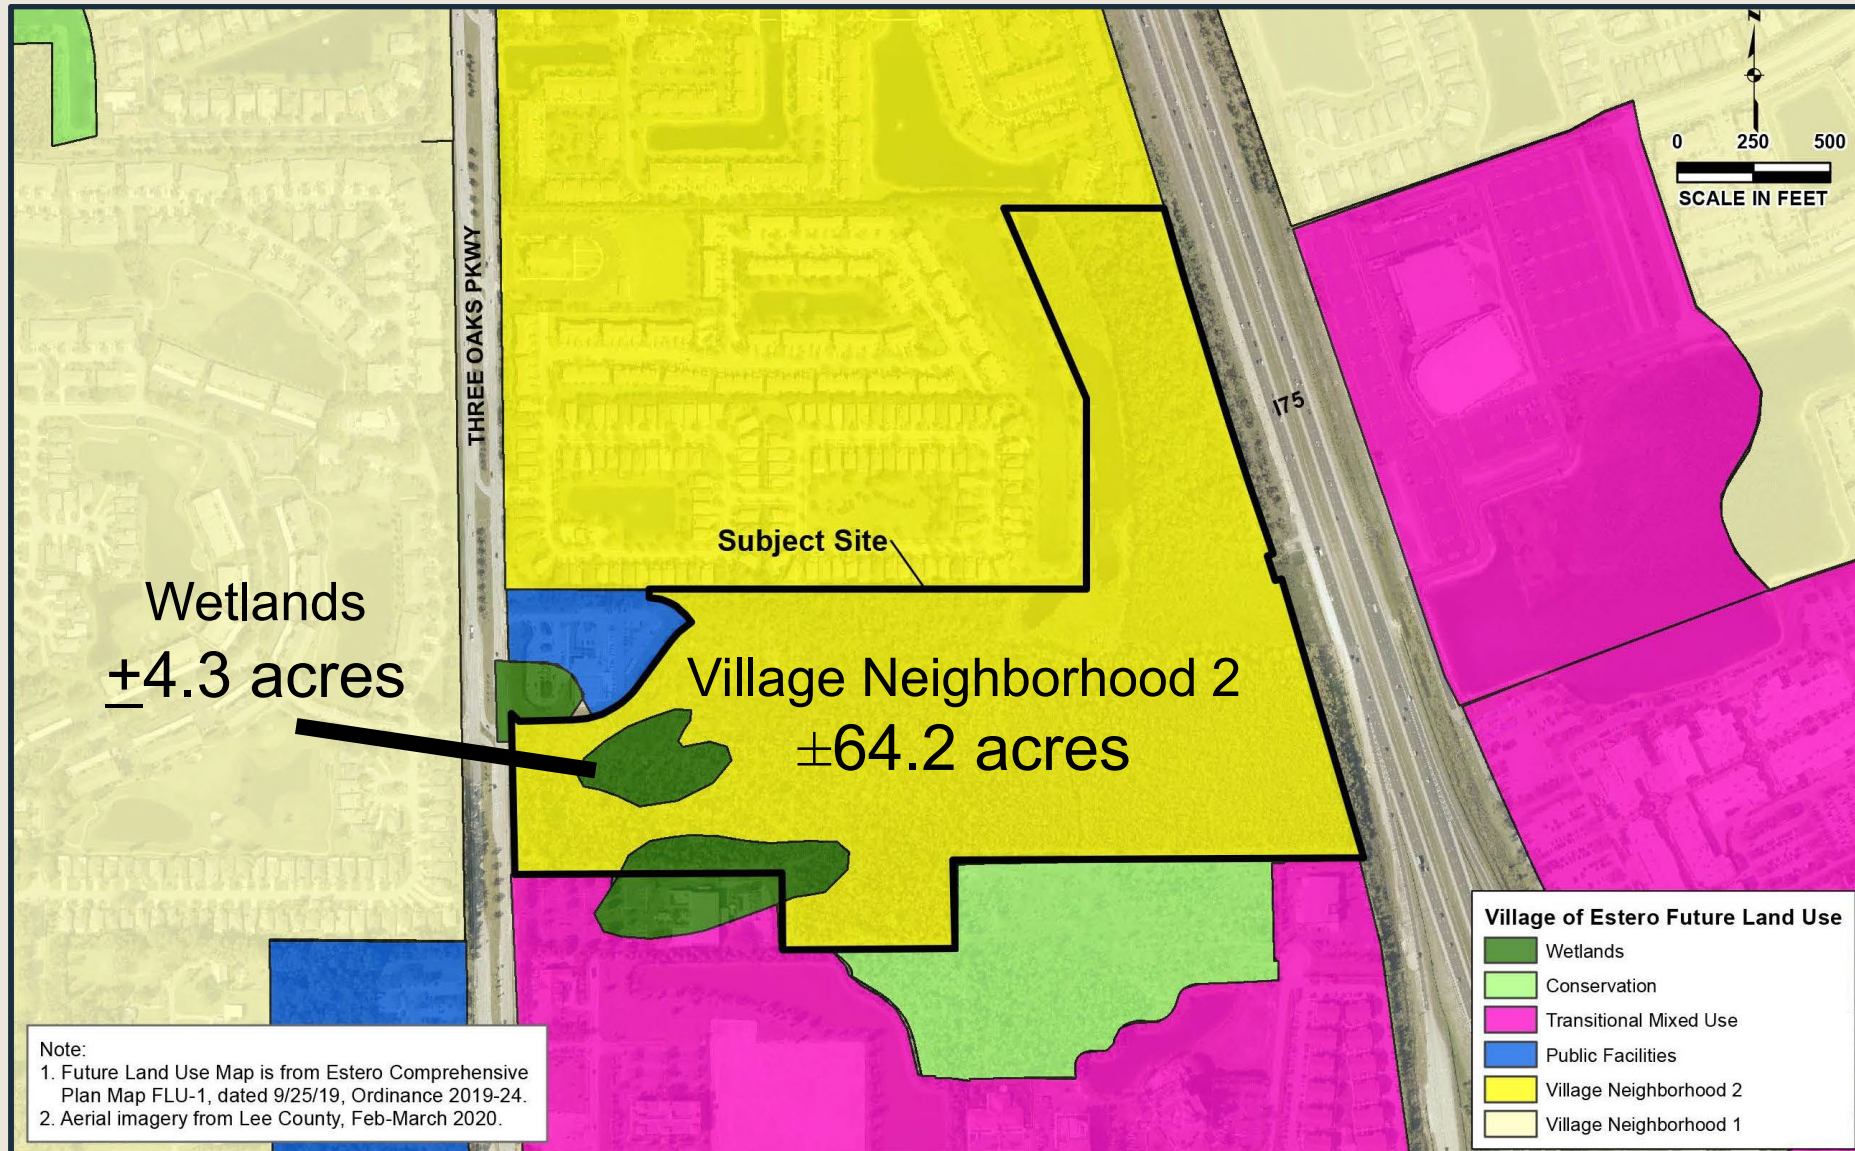 N
0 250 500
SCALE IN FEET
THREE OAKS PKWY
I75
Subject Site
Wetlands
±4.3 acres
Village Neighborhood 2
±64.2 acres
Village of Estero Future Land Use
Wetlands
Conservation
Transitional Mixed Use
Public Facilities
Village Neighborhood 2
Village Neighborhood 1
Note:
1. Future Land Use Map is from Estero Comprehensive
Plan Map FLU-1, dated 9/25/19, Ordinance 2019-24.
2. Aerial imagery from Lee County, Feb-March 2020.